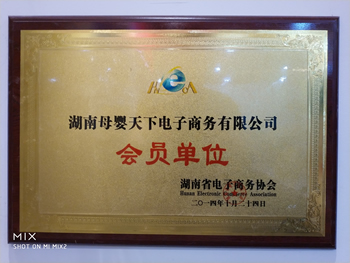 湖南母婴天下电子商务有限公司
会员单位
湖南省电子商务协会
Hunan Electronic Commerce Association
二〇一四年十月二十四日
MIX
SHOT ON MI MIX2